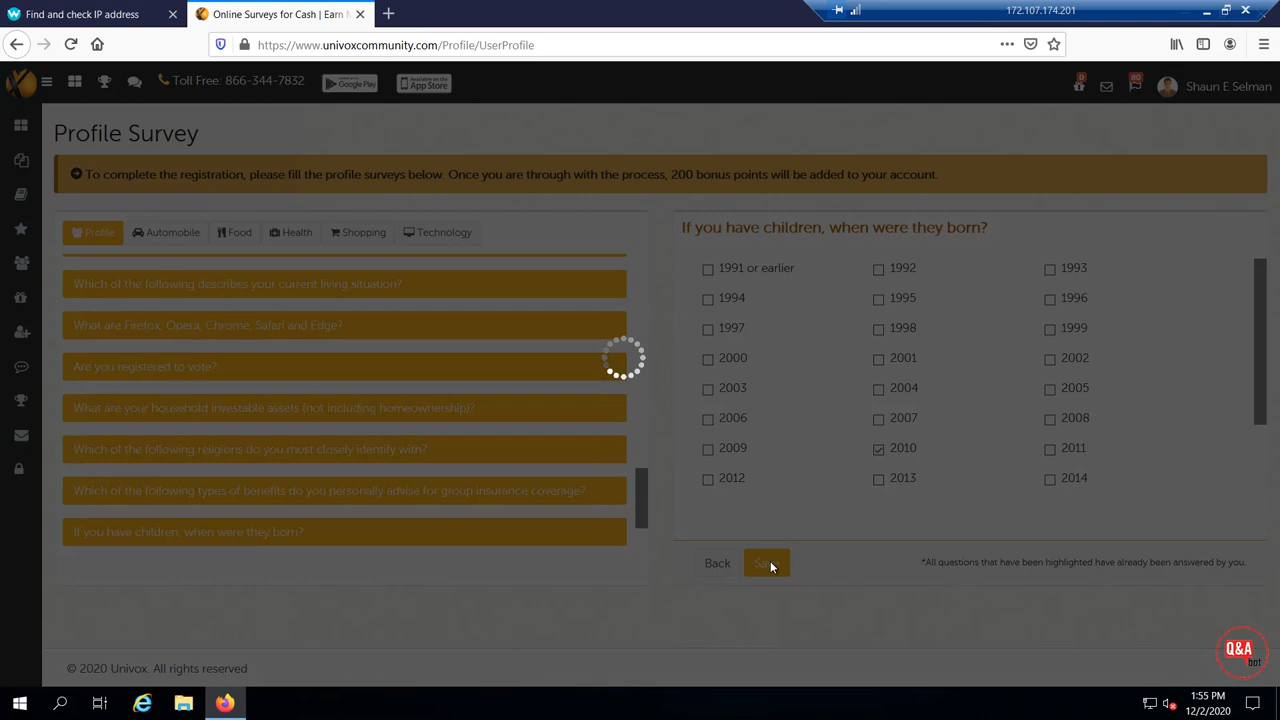 Find and check IP address
Online Surveys for Cash | Earn
172.107.174.201
https://www.univoxcommunity.com/Profile/UserProfile
Toll Free: 866-344-7832
Google Play
Available on the
App Store
0
80
Shaun E Selman
Profile Survey
To complete the registration, please fill the profile surveys below. Once you are through with the process, 200 bonus points will be added to your account.
Profile
Automobile
Food
Health
Shopping
Technology
If you have children, when were they born?
Which of the following describes your current living situation?
What are Firefox, Opera, Chrome, Safari and Edge?
Are you registered to vote?
What are your household investable assets (not including homeownership)?
Which of the following religions do you most closely identify with?
Which of the following types of benefits do you personally advise for group insurance coverage?
If you have children, when were they born?
1991 or earlier 1992 1993
1994 1995 1996
1997 1998 1999
2000 2001 2002
2003 2004 2005
2006 2007 2008
2009 2010 2011
2012 2013 2014
Back
*All questions that have been highlighted have already been answered by you.
© 2020 Univox. All rights reserved
Q&A
bot
1:55 PM
12/2/2020